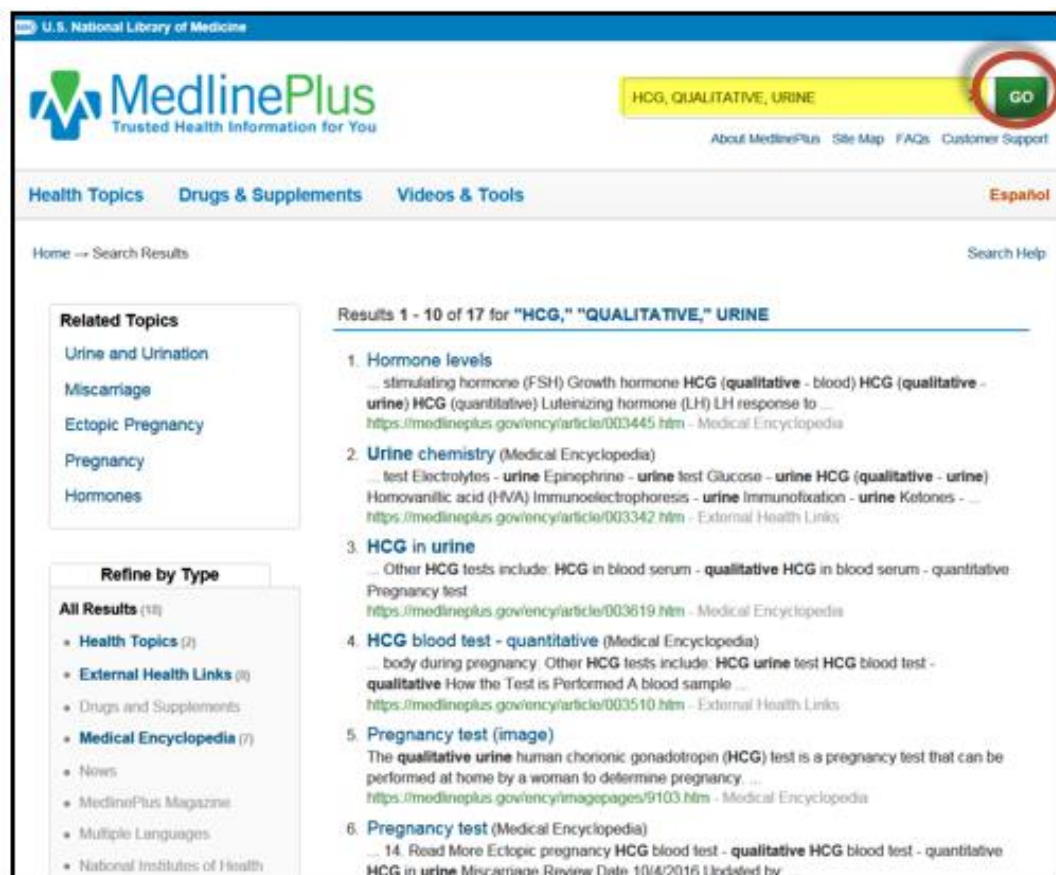 U.S. National Library of Medicine
MedlinePlus
Trusted Health Information for You
HCG, QUALITATIVE, URINE
GO
About MedlinePlus Site Map FAQs Customer Support
Health Topics Drugs & Supplements Videos & Tools Español
Home → Search Results Search Help
Related Topics
Urine and Urination
Miscarriage
Ectopic Pregnancy
Pregnancy
Hormones
Refine by Type
All Results
Health Topics (2)
External Health Links (8)
Drugs and Supplements
Medical Encyclopedia (7)
News
MedlinePlus Magazine
Multiple Languages
National Institutes of Health
Results 1 - 10 of 17 for "HCG," "QUALITATIVE," URINE
1. Hormone levels
... stimulating hormone (FSH) Growth hormone HCG (qualitative - blood) HCG (qualitative -
urine) HCG (quantitative) Luteinizing hormone (LH) LH response to ...
https://medlineplus.gov/ency/article/003445.htm - Medical Encyclopedia
2. Urine chemistry (Medical Encyclopedia)
... test Electrolytes - urine Epinephrine - urine test Glucose - urine HCG (qualitative - urine)
Homovanillic acid (HVA) Immunoelectrophoresis - urine Immunofixation - urine Ketones - ...
https://medlineplus.gov/ency/article/003342.htm - External Health Links
3. HCG in urine
... Other HCG tests include: HCG in blood serum - qualitative HCG in blood serum - quantitative
Pregnancy test
https://medlineplus.gov/ency/article/003619.htm - Medical Encyclopedia
4. HCG blood test - quantitative (Medical Encyclopedia)
... body during pregnancy. Other HCG tests include: HCG urine test HCG blood test -
qualitative How the Test is Performed A blood sample ...
https://medlineplus.gov/ency/article/003510.htm - External Health Links
5. Pregnancy test (image)
The qualitative urine human chorionic gonadotropin (HCG) test is a pregnancy test that can be
performed at home by a woman to determine pregnancy. ...
https://medlineplus.gov/ency/imagepages/9103.htm - Medical Encyclopedia
6. Pregnancy test (Medical Encyclopedia)
... 14. Read More Ectopic pregnancy HCG blood test - qualitative HCG blood test - quantitative
HCG in urine Miscarriage Review Date 10/4/2016 Updated by ...